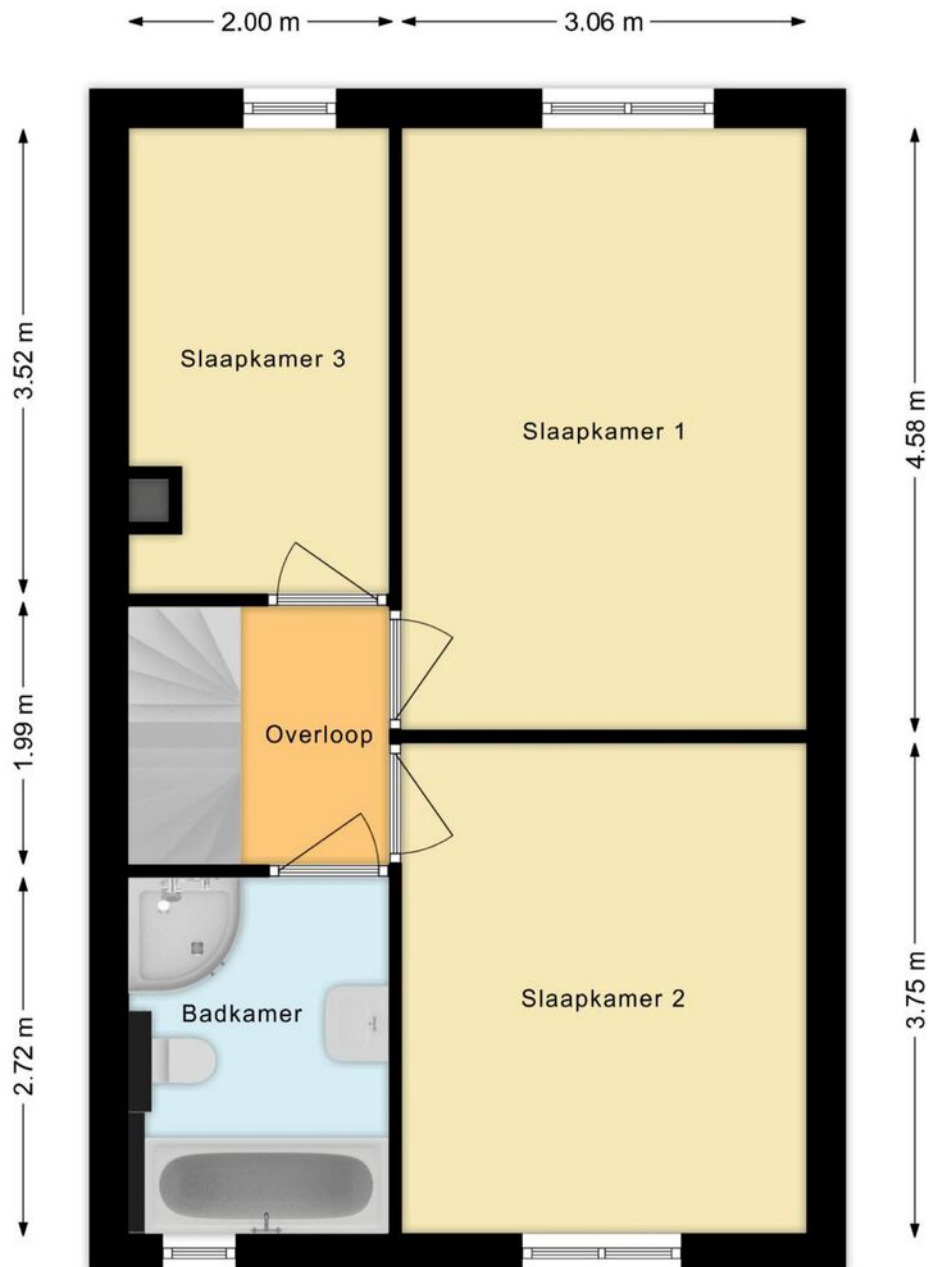 2.00 m
3.06 m
3.52 m
Slaapkamer 3
Slaapkamer 1
4.58 m
1.99 m
Overloop
2.72 m
Badkamer
Slaapkamer 2
3.75 m